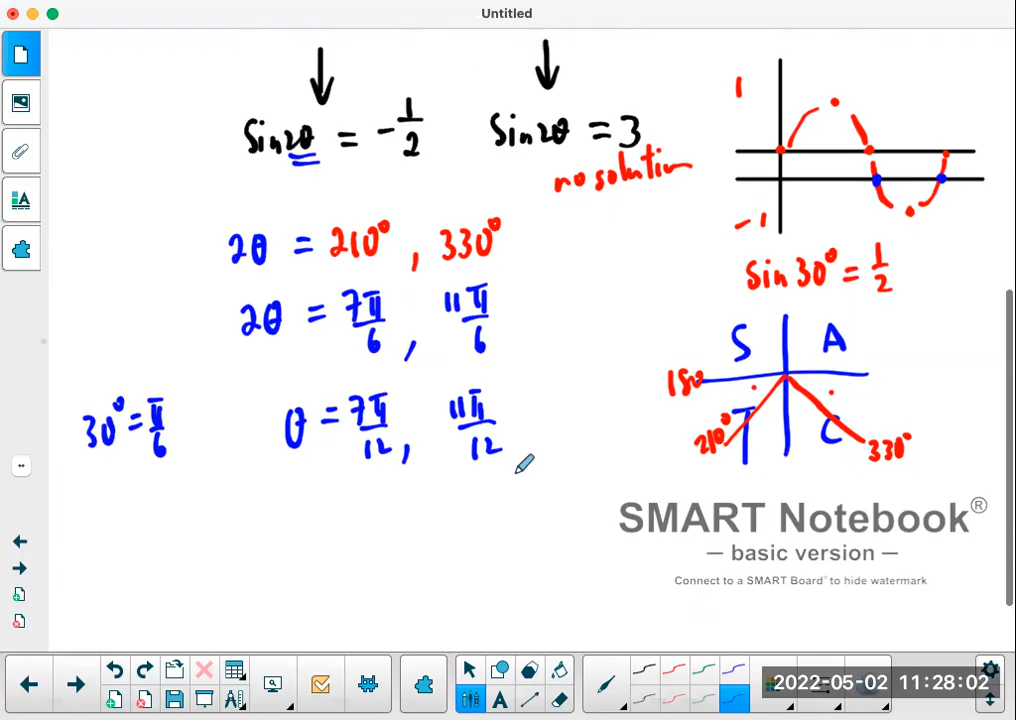 Untitled
sin2θ = -1/2
sin2θ = 3
no solution
1
-1
2θ = 210°, 330°
sin 30° = 1/2
2θ = 7π/6, 11π/6
S A
180
T C
210° 330°
30° = π/6
θ = 7π/12, 11π/12
SMART Notebook®
— basic version —
Connect to a SMART Board® to hide watermark
A
2022-05-02 11:28:02